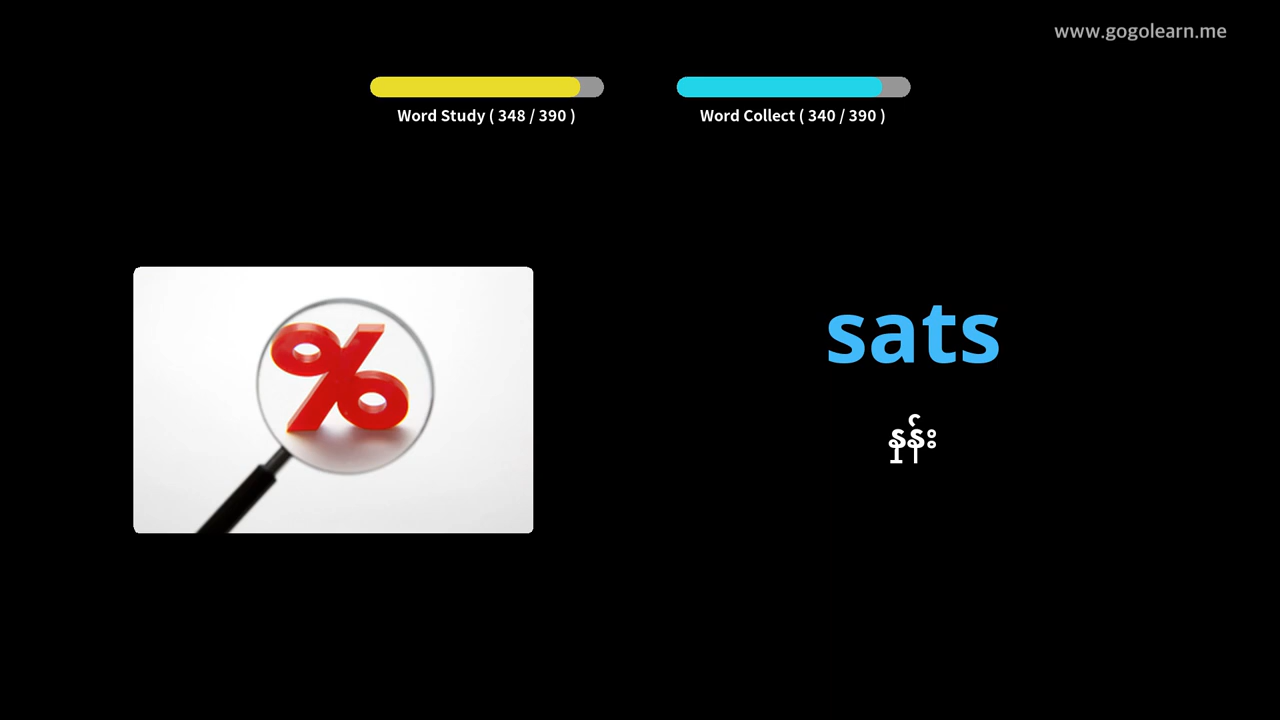 www.gogolearn.me
Word Study ( 348 / 390 )
Word Collect ( 340 / 390 )
%
sats
နှုန်း